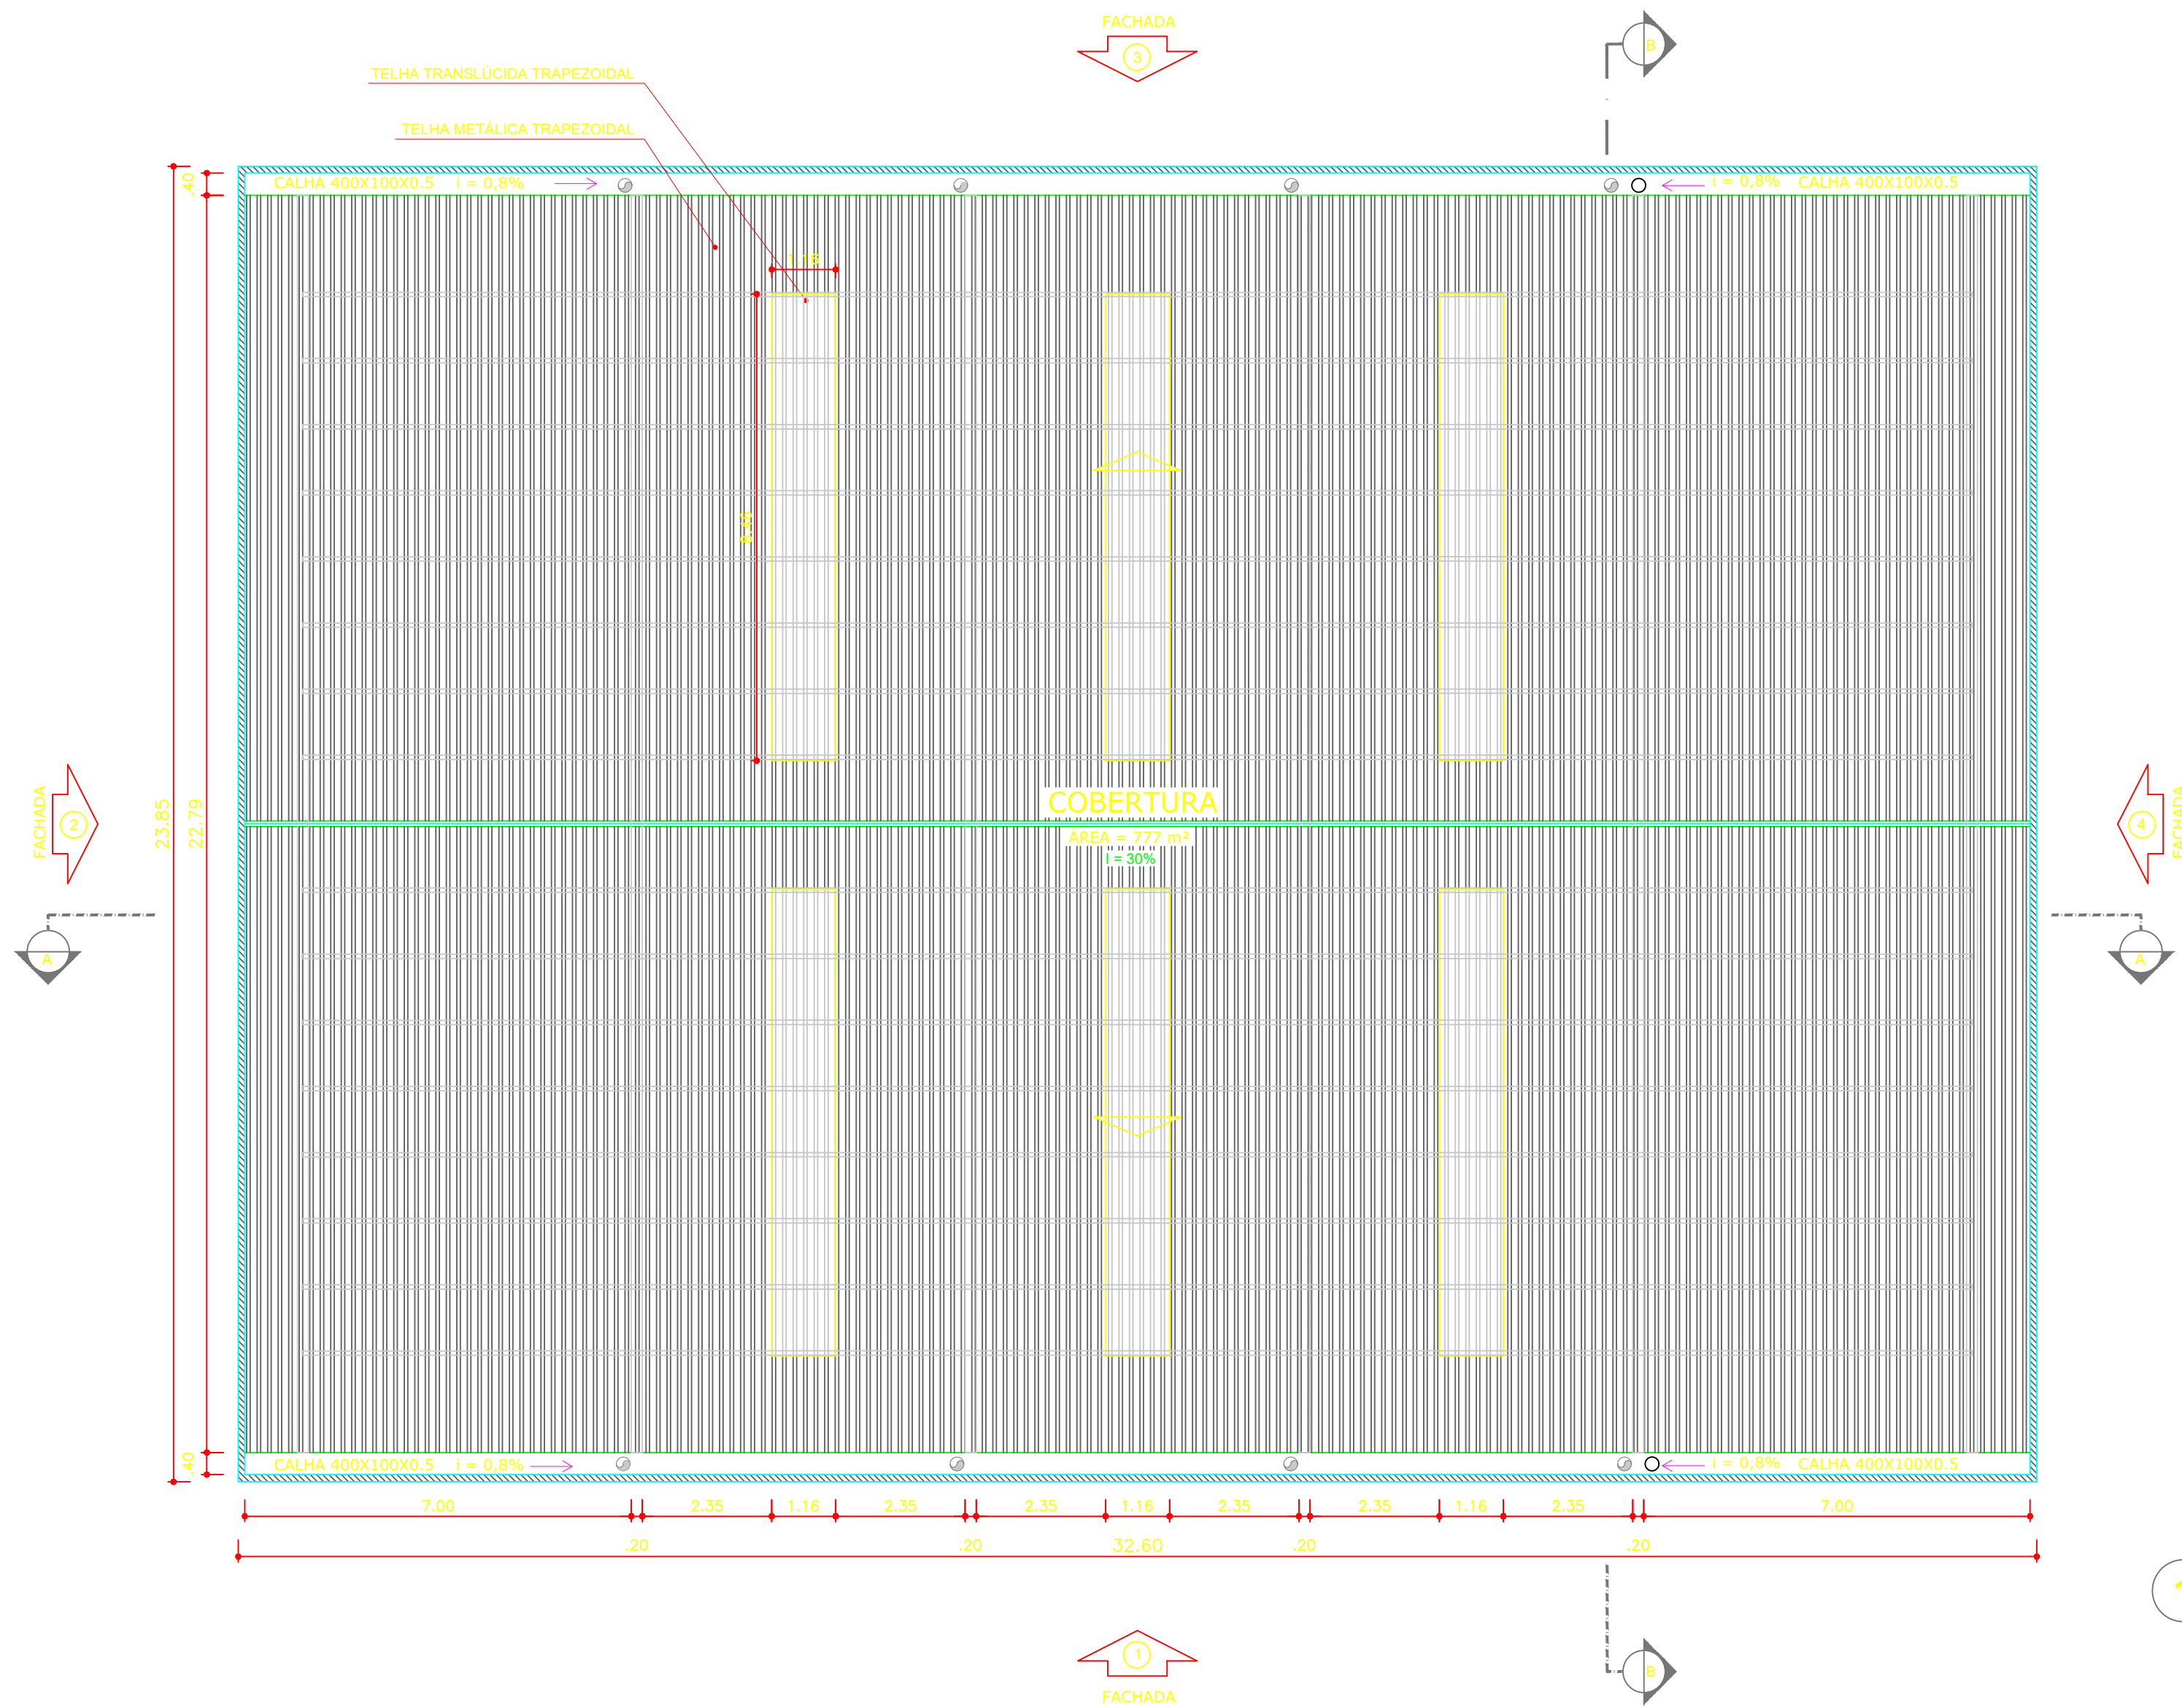 FACHADA
3
B
TELHA TRANSLÚCIDA TRAPEZOIDAL
TELHA METÁLICA TRAPEZOIDAL
.40
CALHA 400X100X0.5 i = 0,8%
i = 0,8% CALHA 400X100X0.5
1.16
8.46
COBERTURA
ÁREA = 777 m²
I = 30%
FACHADA
2
23.85
22.79
4
FACHADA
A
A
.40
CALHA 400X100X0.5 i = 0,8%
i = 0,8% CALHA 400X100X0.5
7.00 2.35 1.16 2.35 2.35 1.16 2.35 2.35 1.16 2.35 7.00
.20 .20 32.60 .20 .20
1
B
FACHADA